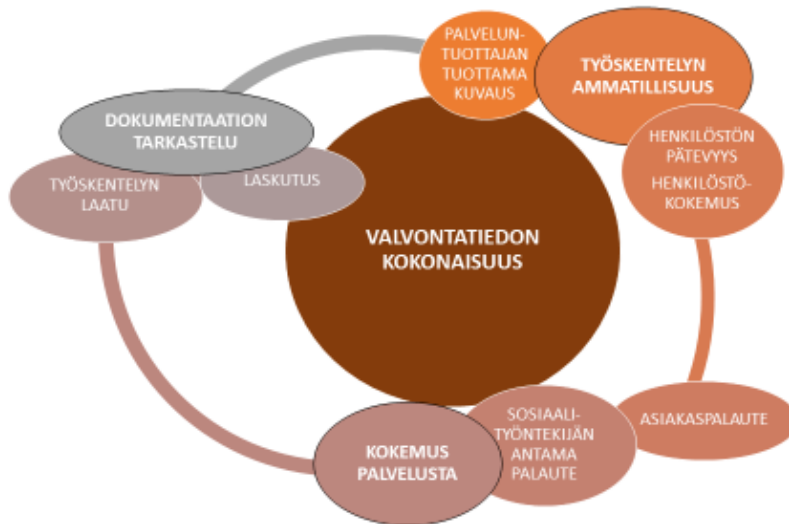 PALVELUN-
TUOTTAJAN
TUOTTAMA
KUVAUS
TYÖSKENTELYN
AMMATILLISUUS
DOKUMENTAATION
TARKASTELU
HENKILÖSTÖN
PÄTEVYYS
HENKILÖSTÖ-
KOKEMUS
TYÖSKENTELYN
LAATU
LASKUTUS
VALVONTATIEDON
KOKONAISUUS
ASIAKASPALAUTE
SOSIAALI-
TYÖNTEKIJÄN
ANTAMA
PALAUTE
KOKEMUS
PALVELUSTA